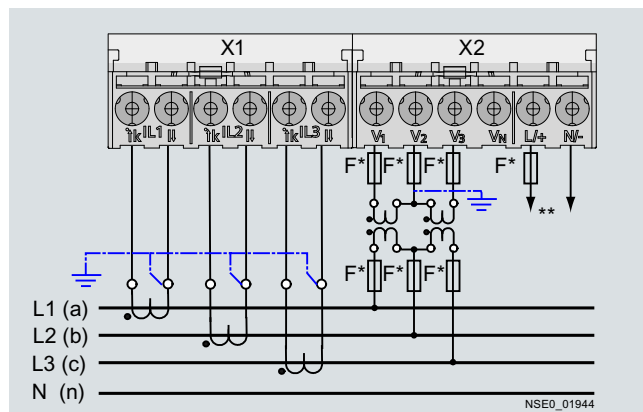 X1 X2
°k IL1 °l °k IL2 °l °k IL3 °l V1 V2 V3 VN L/+ N/-
F* F* F* F*
**
F* F* F*
L1 (a)
L2 (b)
L3 (c)
N (n)
NSE0_01944